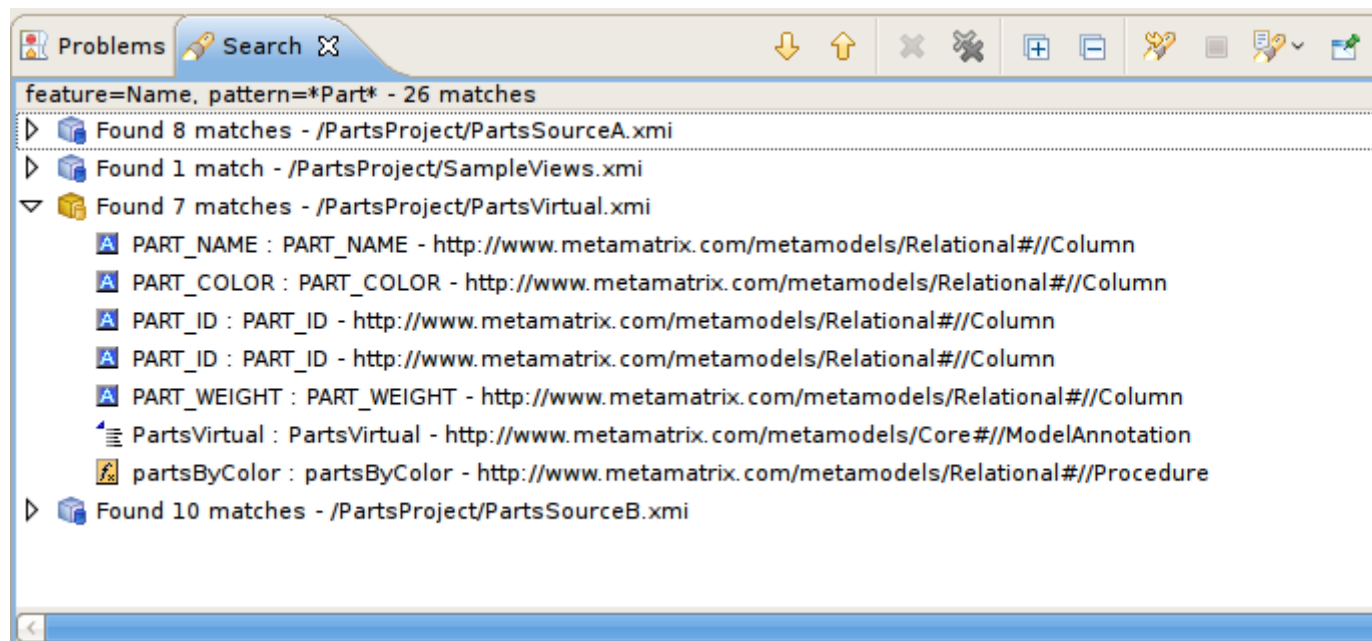 Problems Search
feature=Name, pattern=*Part* - 26 matches
Found 8 matches - /PartsProject/PartsSourceA.xmi
Found 1 match - /PartsProject/SampleViews.xmi
Found 7 matches - /PartsProject/PartsVirtual.xmi
PART_NAME : PART_NAME - http://www.metamatrix.com/metamodels/Relational#//Column
PART_COLOR : PART_COLOR - http://www.metamatrix.com/metamodels/Relational#//Column
PART_ID : PART_ID - http://www.metamatrix.com/metamodels/Relational#//Column
PART_ID : PART_ID - http://www.metamatrix.com/metamodels/Relational#//Column
PART_WEIGHT : PART_WEIGHT - http://www.metamatrix.com/metamodels/Relational#//Column
PartsVirtual : PartsVirtual - http://www.metamatrix.com/metamodels/Core#//ModelAnnotation
partsByColor : partsByColor - http://www.metamatrix.com/metamodels/Relational#//Procedure
Found 10 matches - /PartsProject/PartsSourceB.xmi